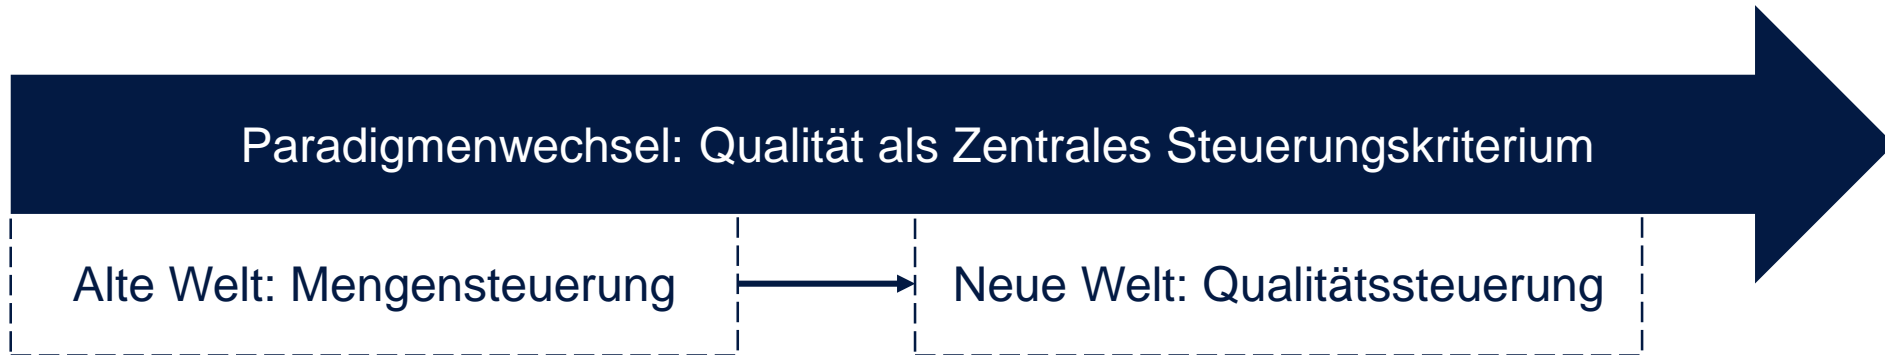 Paradigmenwechsel: Qualität als Zentrales Steuerungskriterium
Alte Welt: Mengensteuerung
Neue Welt: Qualitätssteuerung